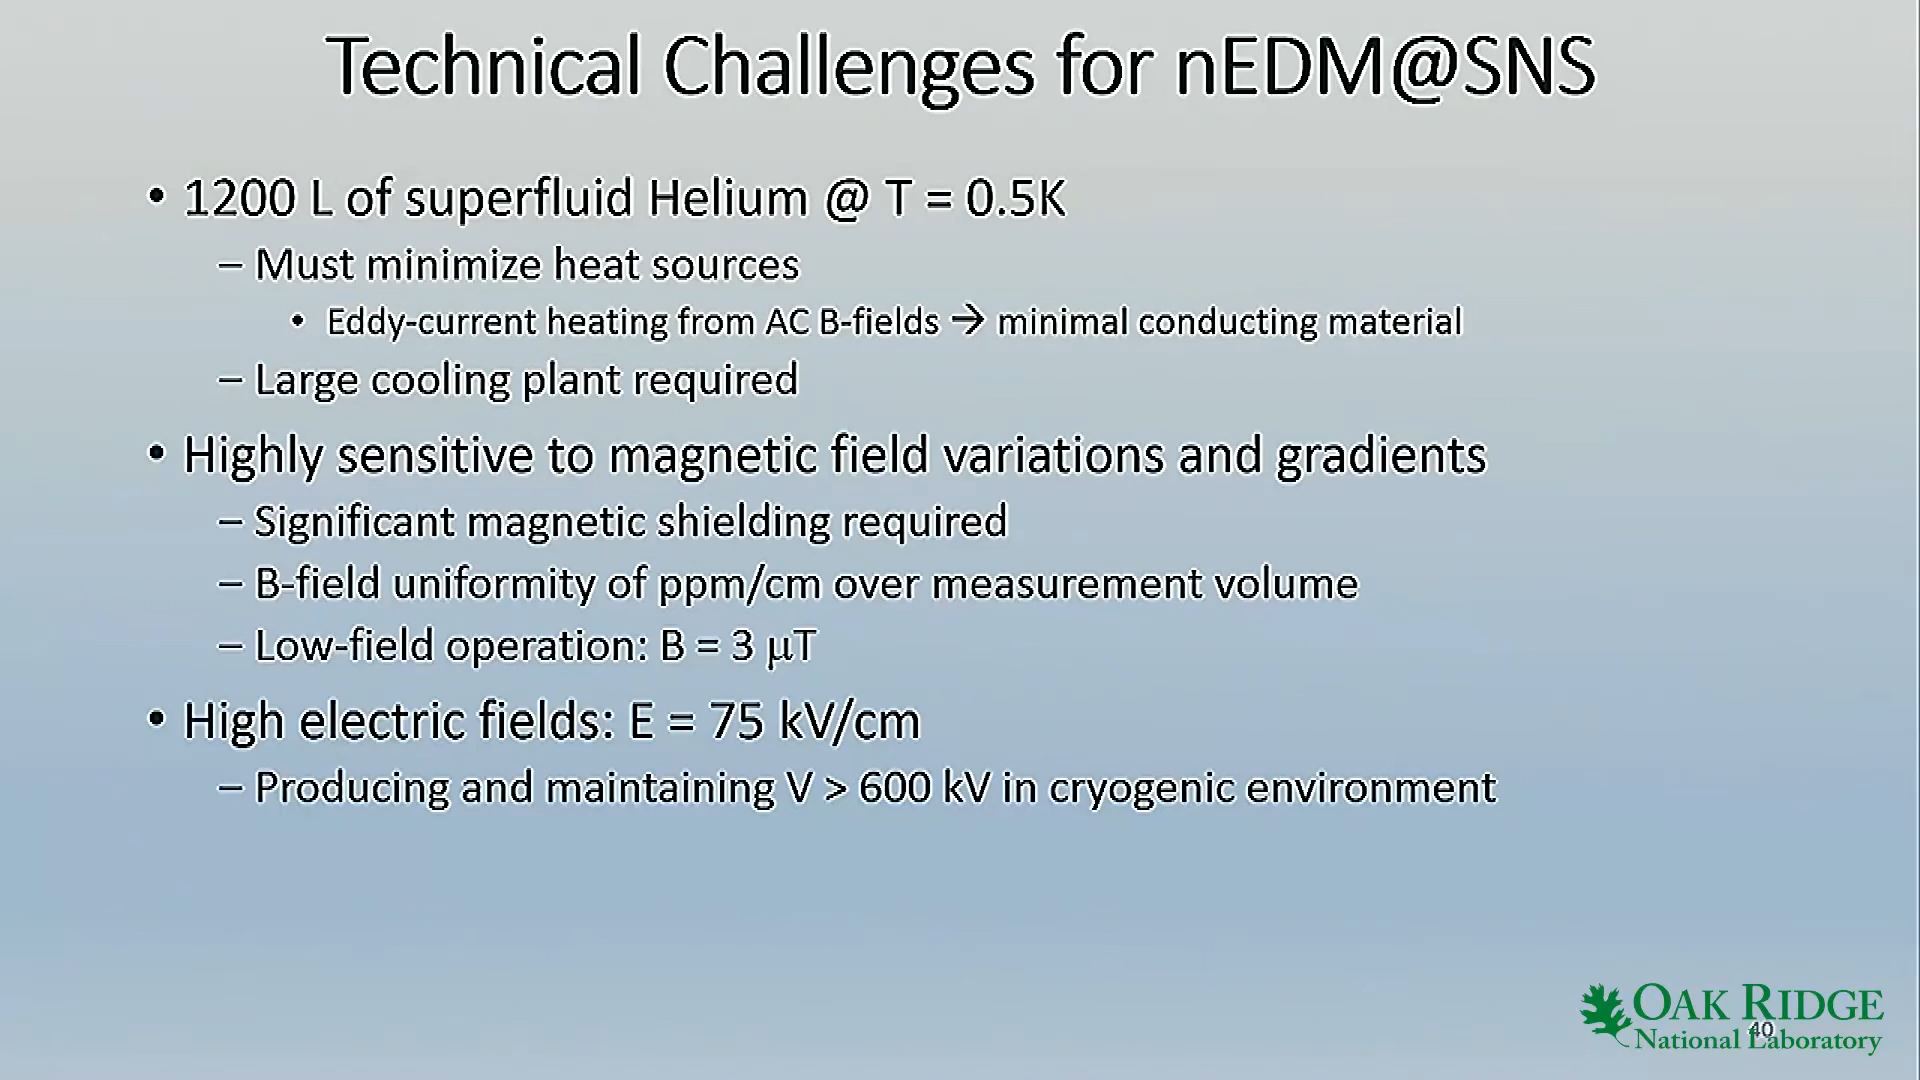 Technical Challenges for nEDM@SNS
• 1200 L of superfluid Helium @ T = 0.5K
– Must minimize heat sources
• Eddy-current heating from AC B-fields → minimal conducting material
– Large cooling plant required
• Highly sensitive to magnetic field variations and gradients
– Significant magnetic shielding required
– B-field uniformity of ppm/cm over measurement volume
– Low-field operation: B = 3 μT
• High electric fields: E = 75 kV/cm
– Producing and maintaining V > 600 kV in cryogenic environment
OAK RIDGE
National Laboratory
40